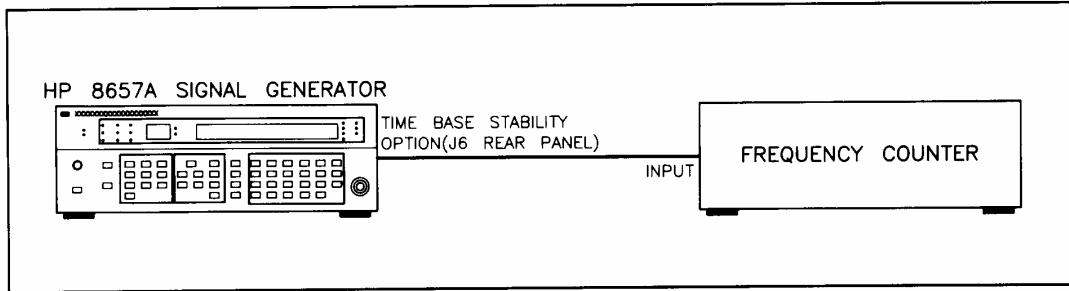 HP 8657A SIGNAL GENERATOR
TIME BASE STABILITY
OPTION(J6 REAR PANEL)
INPUT
FREQUENCY COUNTER